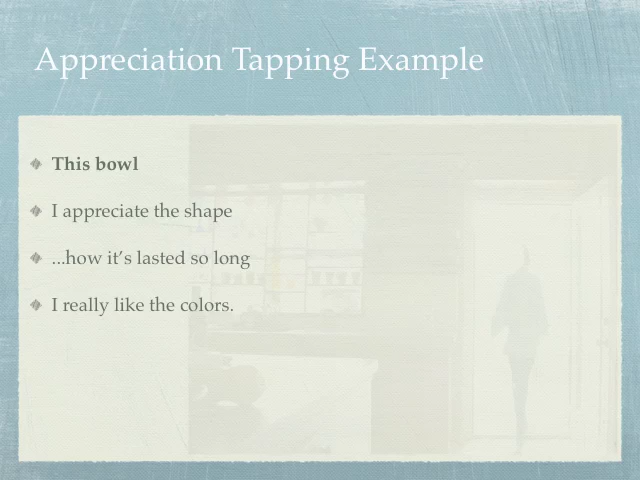 Appreciation Tapping Example
This bowl
I appreciate the shape
...how it’s lasted so long
I really like the colors.